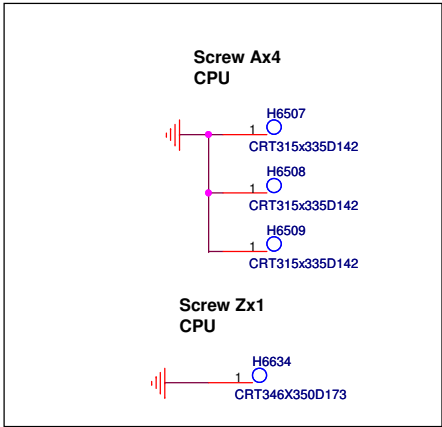 Screw Ax4
CPU
H6507
1
CRT315x335D142
H6508
1
CRT315x335D142
H6509
1
CRT315x335D142
Screw Zx1
CPU
H6634
1
CRT346X350D173